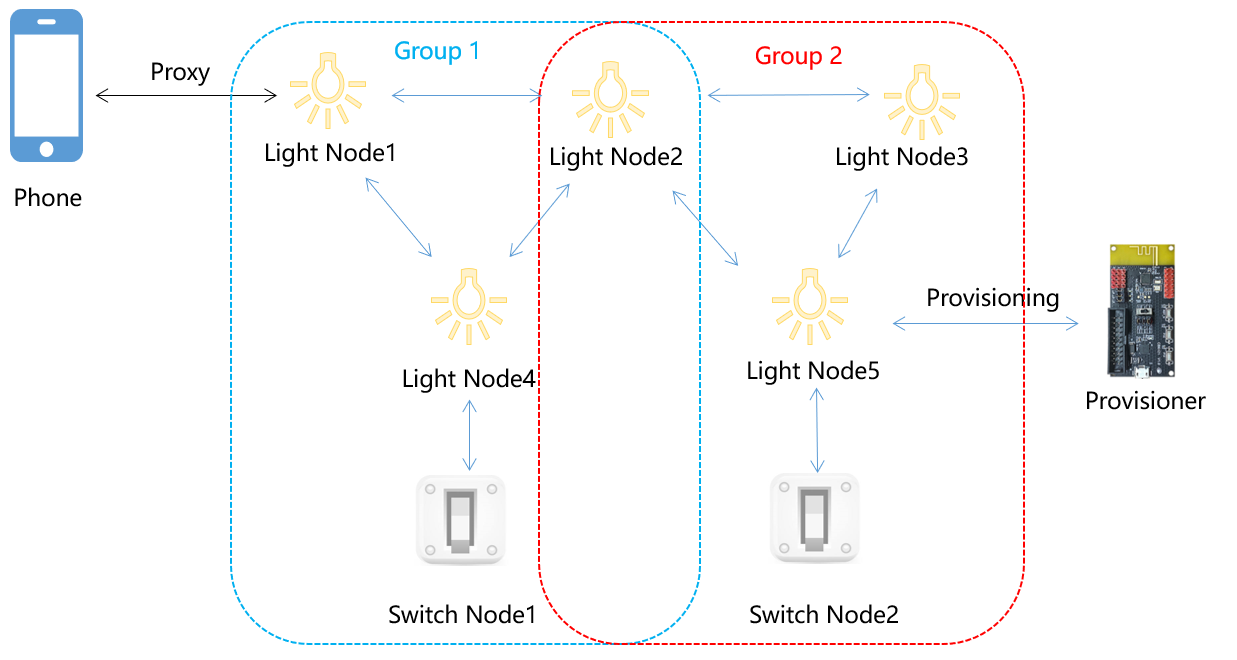 Group 1
Group 2
Proxy
Light Node1
Light Node2
Light Node3
Phone
Provisioning
Light Node4
Light Node5
Provisioner
Switch Node1
Switch Node2